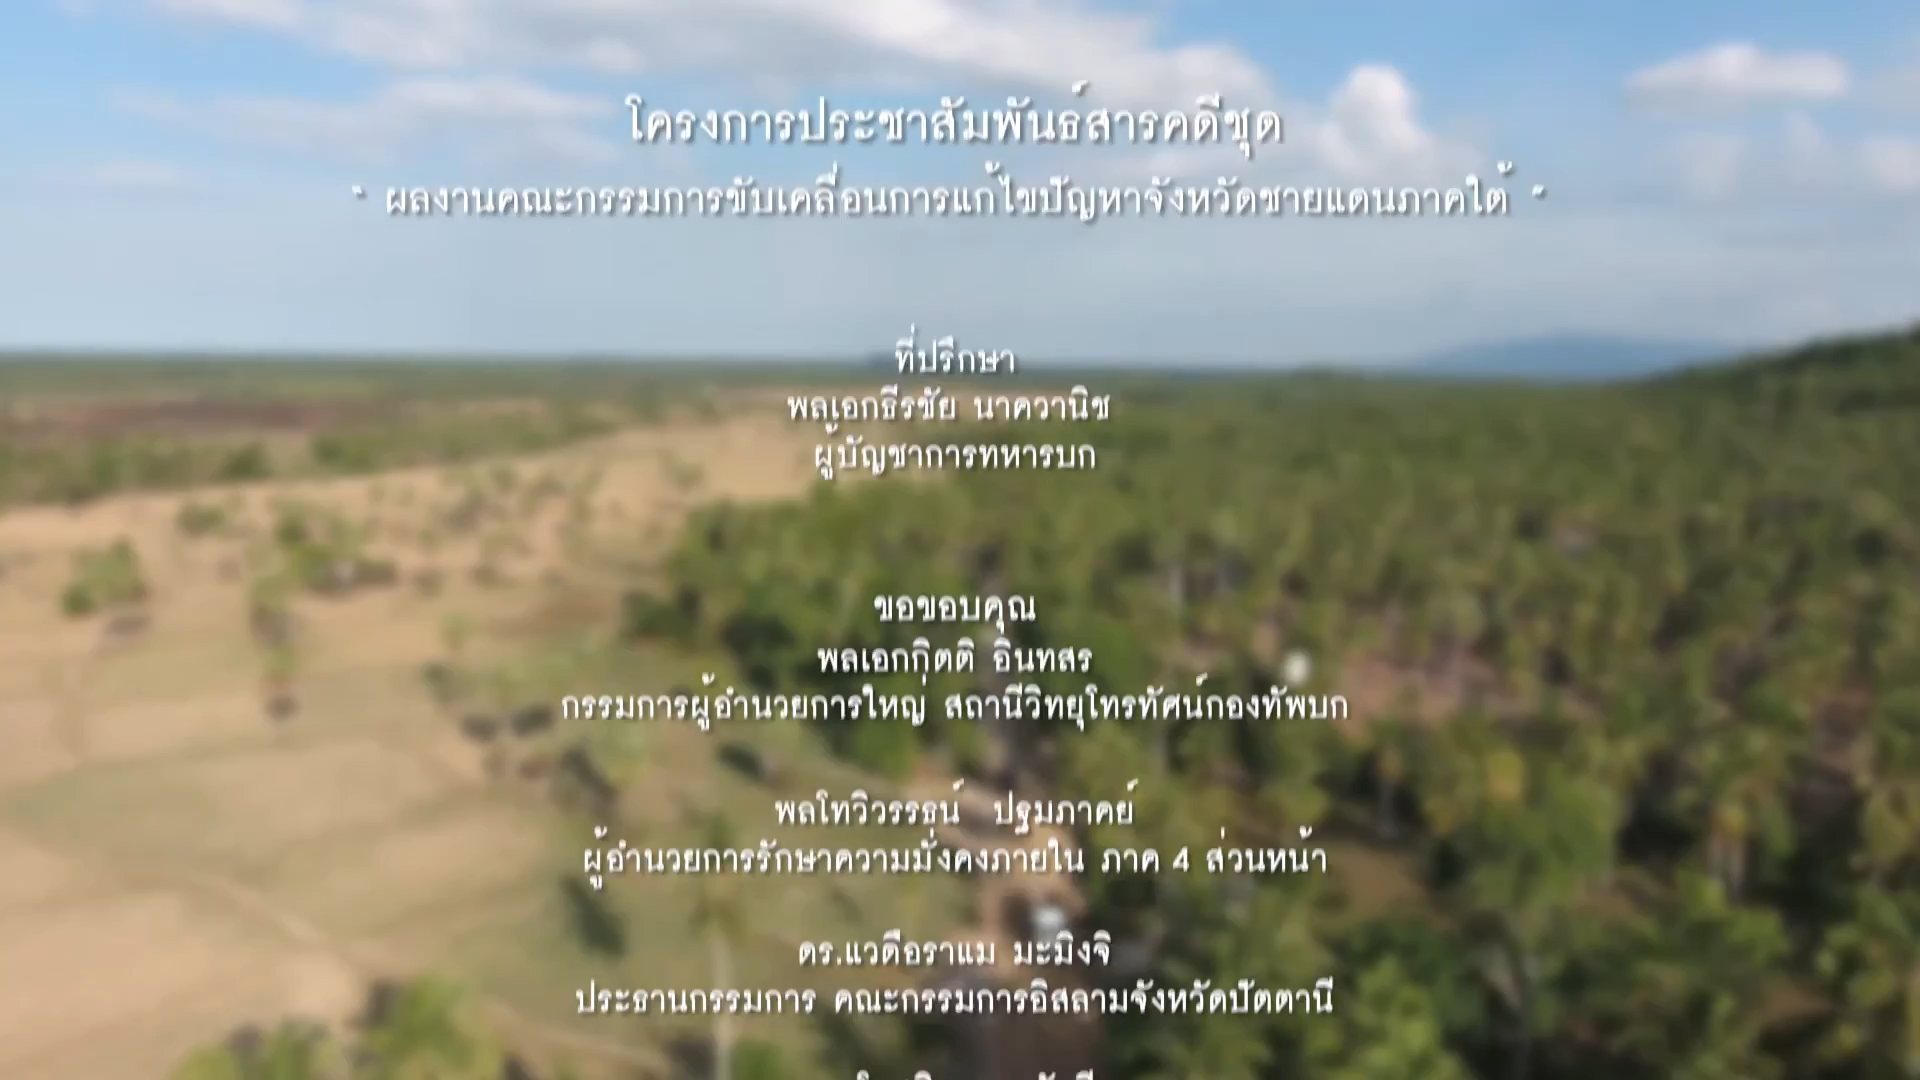 โครงการประชาสัมพันธ์สารคดีชุด
" ผลงานคณะกรรมการขับเคลื่อนการแก้ไขปัญหาจังหวัดชายแดนภาคใต้ "
ที่ปรึกษา
พลเอกธีรชัย นาควานิช
ผู้บัญชาการทหารบก
ขอขอบคุณ
พลเอกกิตติ อินทสร
กรรมการผู้อำนวยการใหญ่ สถานีวิทยุโทรทัศน์กองทัพบก
พลโทวิวรรธน์ ปฐมภาคย์
ผู้อำนวยการรักษาความมั่งคงภายใน ภาค 4 ส่วนหน้า
ดร.แวดือราแม มะมิงจิ
ประธานกรรมการ คณะกรรมการอิสลามจังหวัดปัตตานี